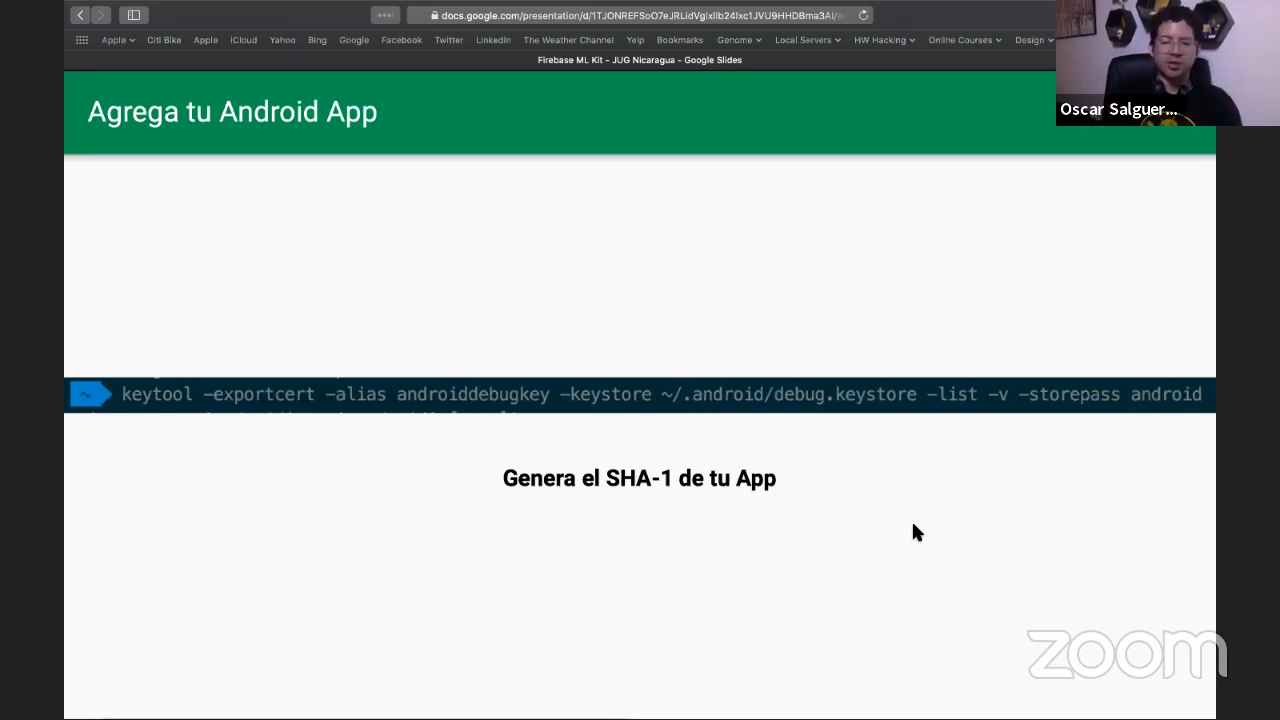 docs.google.com/presentation/d/
Apple Citi Bike Apple iCloud Yahoo Bing Google Facebook Twitter LinkedIn The Weather Channel Yelp Bookmarks Genome Local Servers HW Hacking Online Courses Design
Firebase ML Kit - JUG Nicaragua - Google Slides
Oscar Salguer...
Agrega tu Android App
~ keytool -exportcert -alias androiddebugkey -keystore ~/.android/debug.keystore -list -v -storepass android
Genera el SHA-1 de tu App
zoom